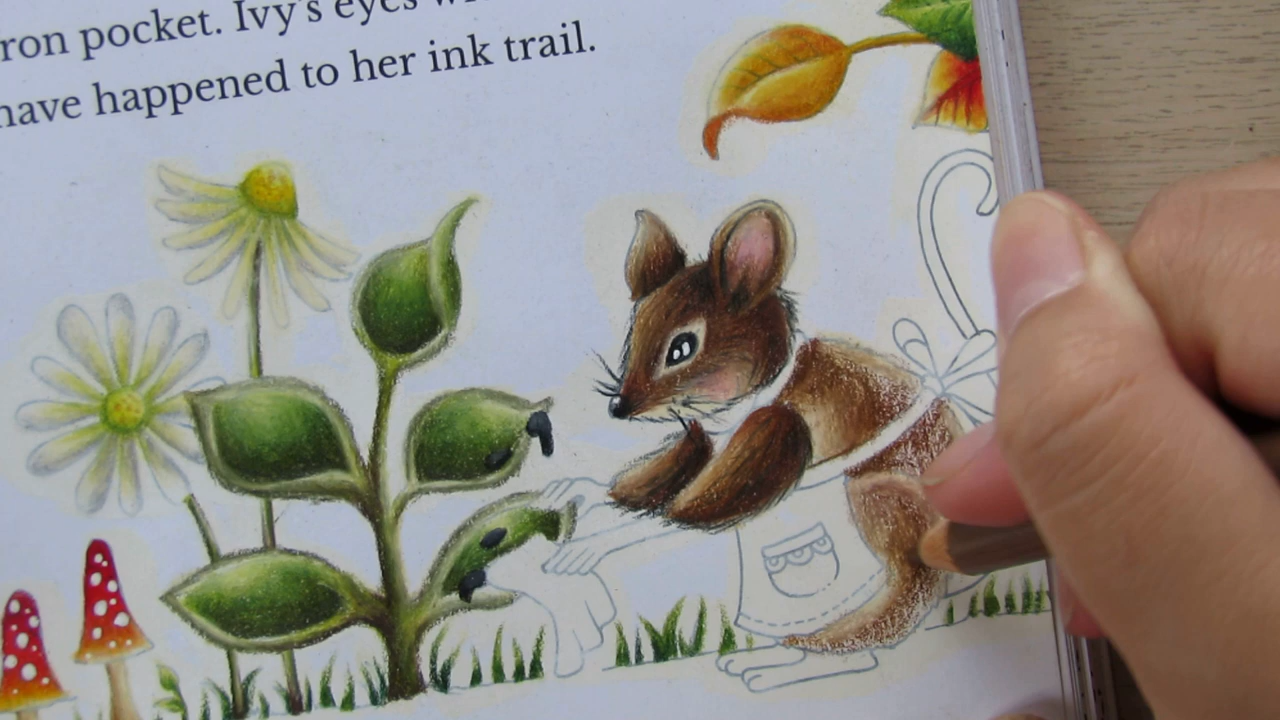 ron pocket. Ivy's eyes
have happened to her ink trail.